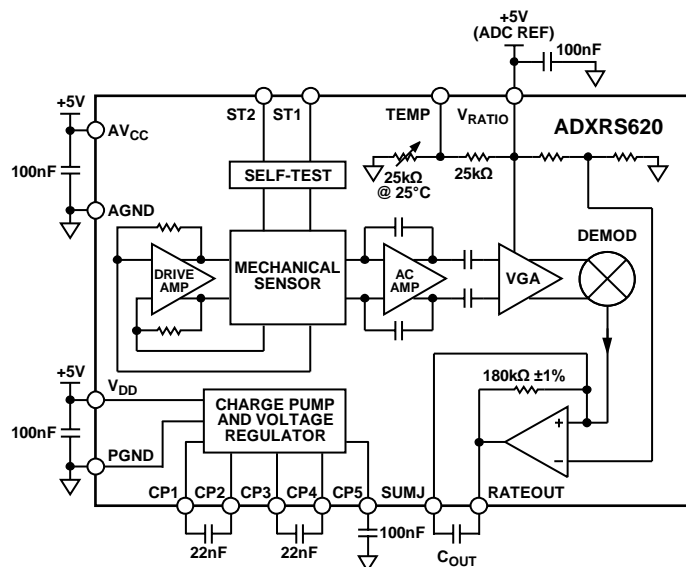 +5V
(ADC REF)
100nF
+5V
ST2
ST1
TEMP
VRATIO
ADXRS620
AVCC
100nF
25kΩ
@ 25°C
25kΩ
SELF-TEST
AGND
DEMOD
DRIVE
AMP
MECHANICAL
SENSOR
AC
AMP
VGA
+5V
VDD
180kΩ ±1%
CHARGE PUMP
AND VOLTAGE
REGULATOR
+
100nF
–
PGND
CP1
CP2
CP3
CP4
CP5
SUMJ
RATEOUT
100nF
22nF
22nF
COUT